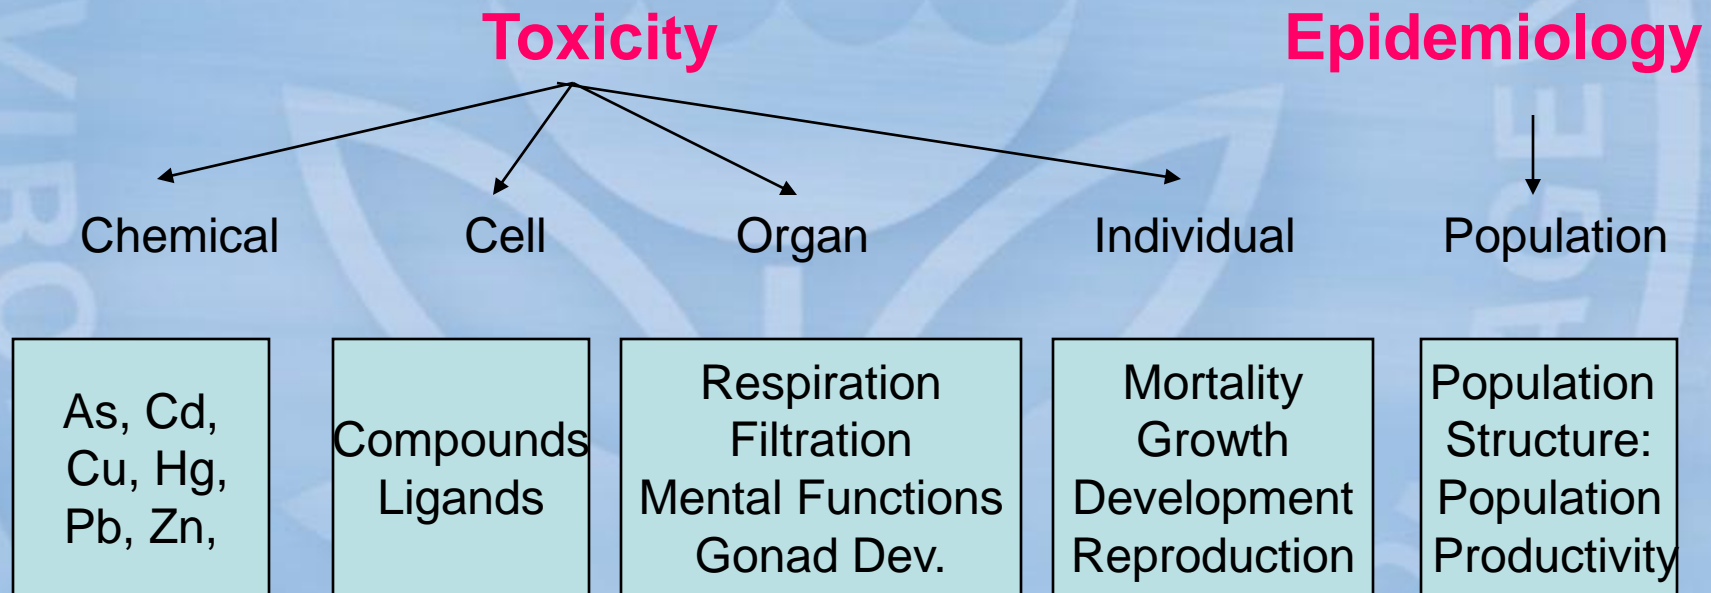 Toxicity
Epidemiology
Chemical
Cell
Organ
Individual
Population
As, Cd,
Cu, Hg,
Pb, Zn,
Compounds
Ligands
Respiration
Filtration
Mental Functions
Gonad Dev.
Mortality
Growth
Development
Reproduction
Population
Structure:
Population
Productivity